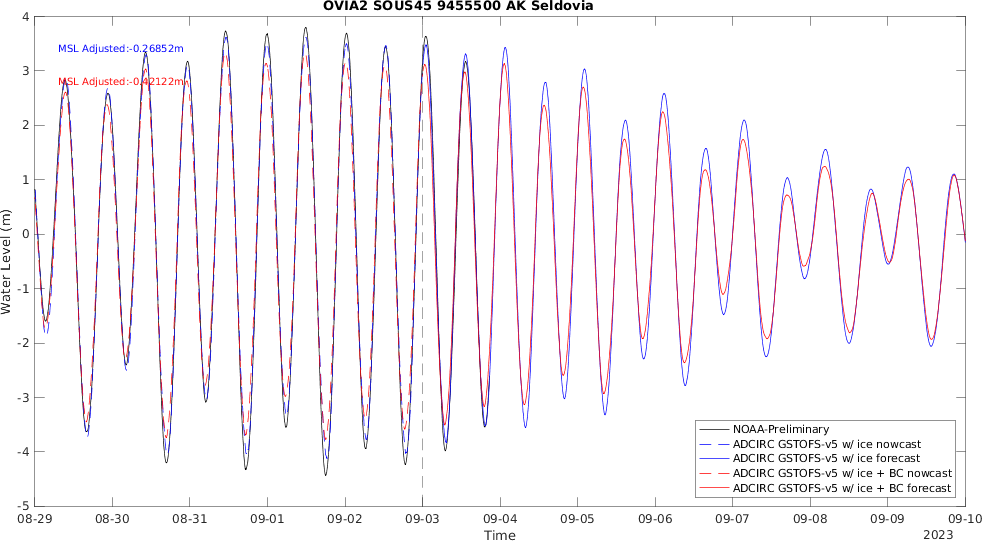 OVIA2 SOUS45 9455500 AK Seldovia
MSL Adjusted:-0.26852m
MSL Adjusted:-0.42122m
4
3
2
1
0
-1
-2
-3
-4
-5
Water Level (m)
08-29 08-30 08-31 09-01 09-02 09-03 09-04 09-05 09-06 09-07 09-08 09-09 09-10
2023
Time
NOAA-Preliminary
ADCIRC GSTOFS-v5 w/ ice nowcast
ADCIRC GSTOFS-v5 w/ ice forecast
ADCIRC GSTOFS-v5 w/ ice + BC nowcast
ADCIRC GSTOFS-v5 w/ ice + BC forecast